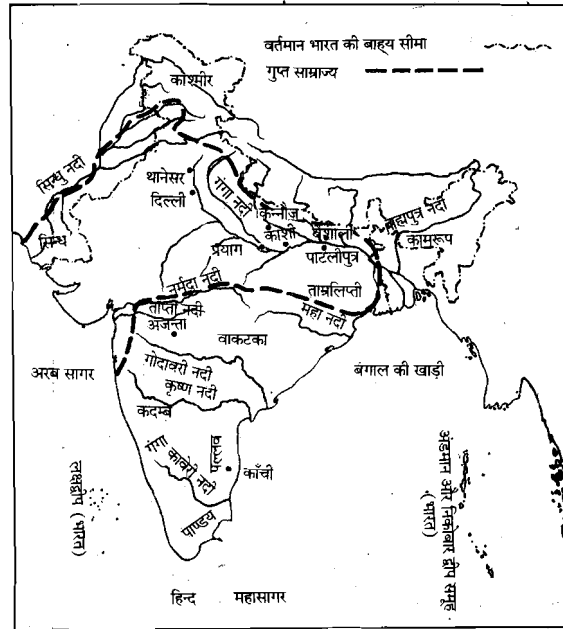 वर्तमान भारत की बाह्य सीमा
गुप्त साम्राज्य
कश्मीर
सिन्धु नदी
थानेसर
दिल्ली
गंगा नदी
कन्नौज
ब्रह्मपुत्र नदी
सिन्ध
काशी
वैशाली
कामरूप
प्रयाग
पाटलीपुत्र
नर्मदा नदी
ताम्रलिप्ती
ताप्ती नदी
महा नदी
अजन्ता
वाकटका
अरब सागर
गोदावरी नदी
बंगाल की खाड़ी
कृष्ण नदी
कदम्ब
गंगा
कावेरी नदी
पल्लव
काँची
लक्षद्वीप (भारत)
अंडमान और निकोबार द्वीप समूह
(भारत)
पाण्डय
हिन्द महासागर